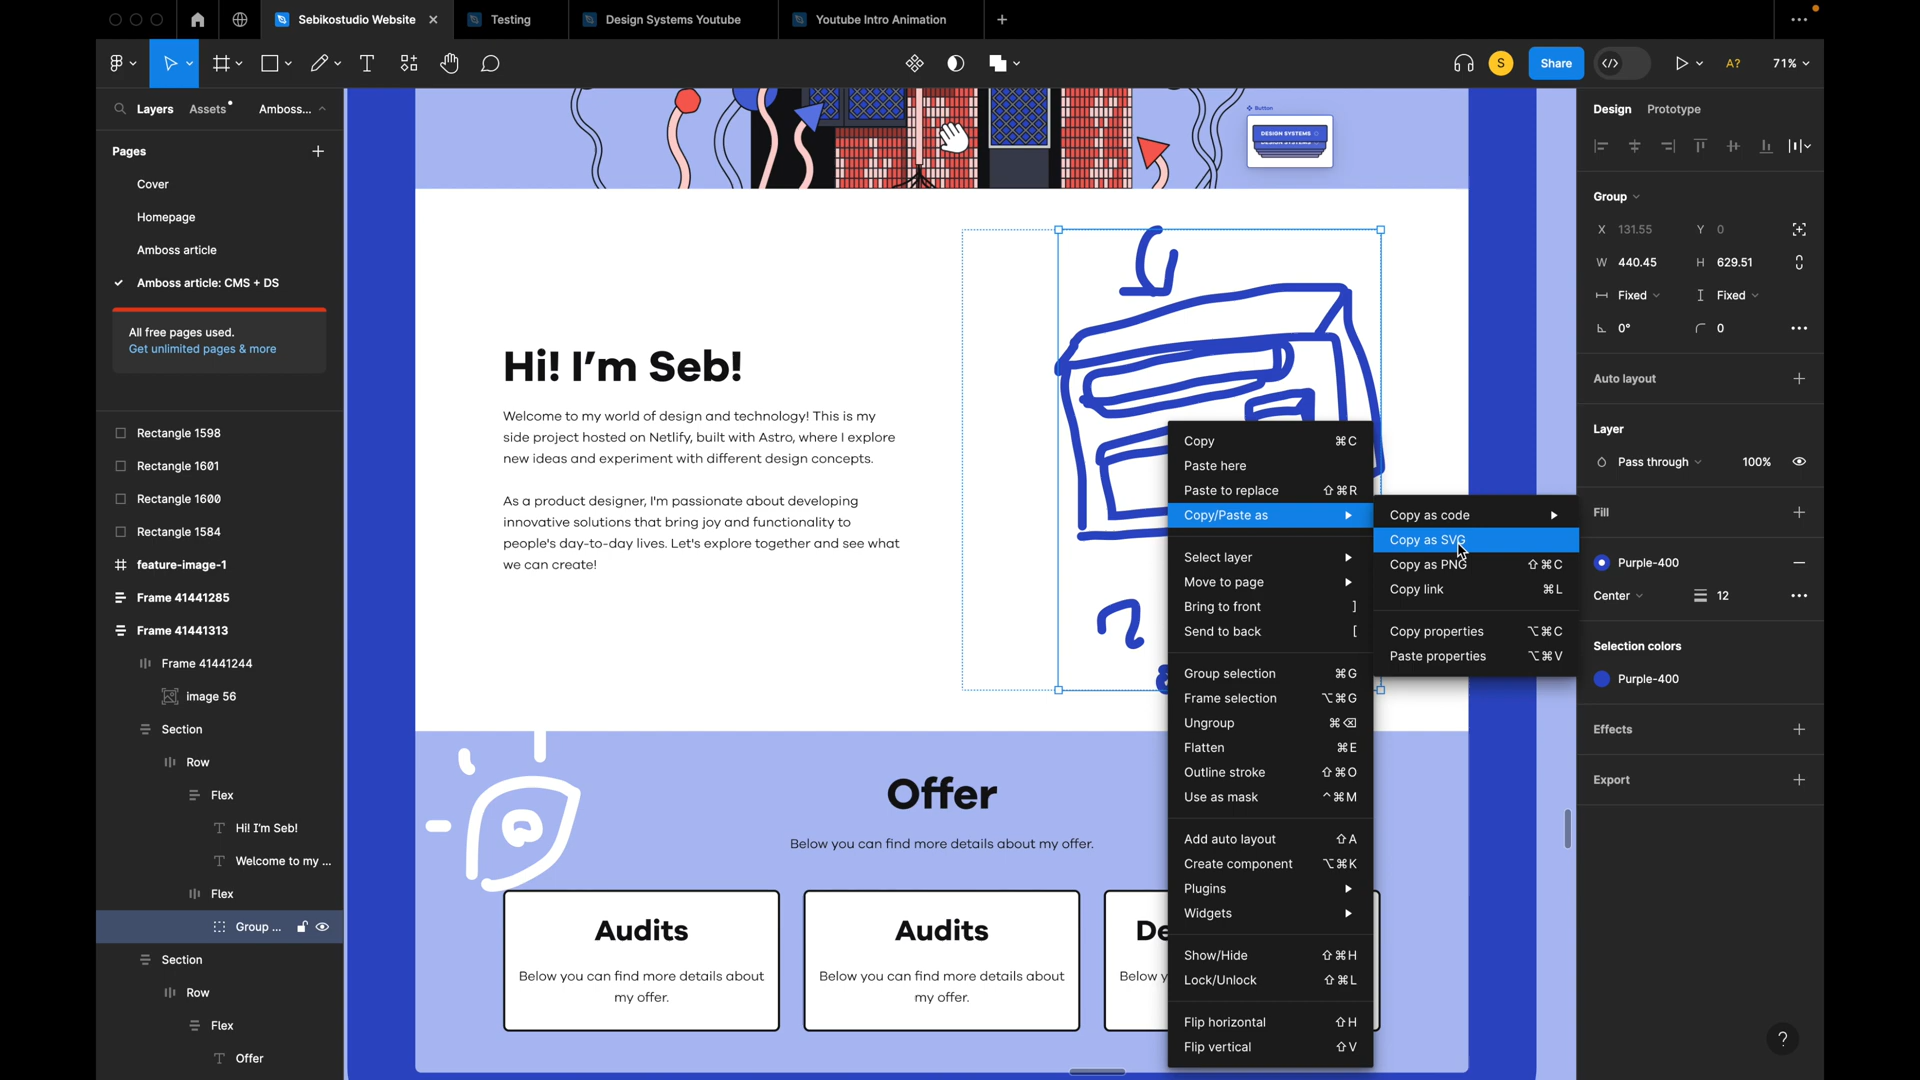 Sebikostudio Website
Testing
Design Systems Youtube
Youtube Intro Animation
S
Share
A?
71%
Layers
Assets
Amboss...
Pages
Cover
Homepage
Amboss article
Amboss article: CMS + DS
All free pages used.
Get unlimited pages & more
Rectangle 1598
Rectangle 1601
Rectangle 1600
Rectangle 1584
feature-image-1
Frame 41441285
Frame 41441313
Frame 41441244
image 56
Section
Row
Flex
Hi! I'm Seb!
Welcome to my ...
Flex
Group ...
Section
Row
Flex
Offer
Button
DESIGN SYSTEMS
Hi! I'm Seb!
Welcome to my world of design and technology! This is my
side project hosted on Netlify, built with Astro, where I explore
new ideas and experiment with different design concepts.
As a product designer, I'm passionate about developing
innovative solutions that bring joy and functionality to
people's day-to-day lives. Let's explore together and see what
we can create!
Offer
Below you can find more details about my offer.
Audits
Below you can find more details about
my offer.
Audits
Below you can find more details about
my offer.
De
Below y
Copy ⌘C
Paste here
Paste to replace ⇧⌘R
Copy/Paste as
Select layer
Move to page
Bring to front ]
Send to back [
Group selection ⌘G
Frame selection ⌥⌘G
Ungroup ⌘⌫
Flatten ⌘E
Outline stroke ⇧⌘O
Use as mask ^⌘M
Add auto layout ⇧A
Create component ⌥⌘K
Plugins
Widgets
Show/Hide ⇧⌘H
Lock/Unlock ⇧⌘L
Flip horizontal ⇧H
Flip vertical ⇧V
Copy as code
Copy as SVG
Copy as PNG ⇧⌘C
Copy link ⌘L
Copy properties ⌥⌘C
Paste properties ⌥⌘V
Design
Prototype
Group
X 131.55 Y 0
W 440.45 H 629.51
Fixed Fixed
0° 0
Auto layout
Layer
Pass through 100%
Fill
Purple-400
Center 12
Selection colors
Purple-400
Effects
Export
?